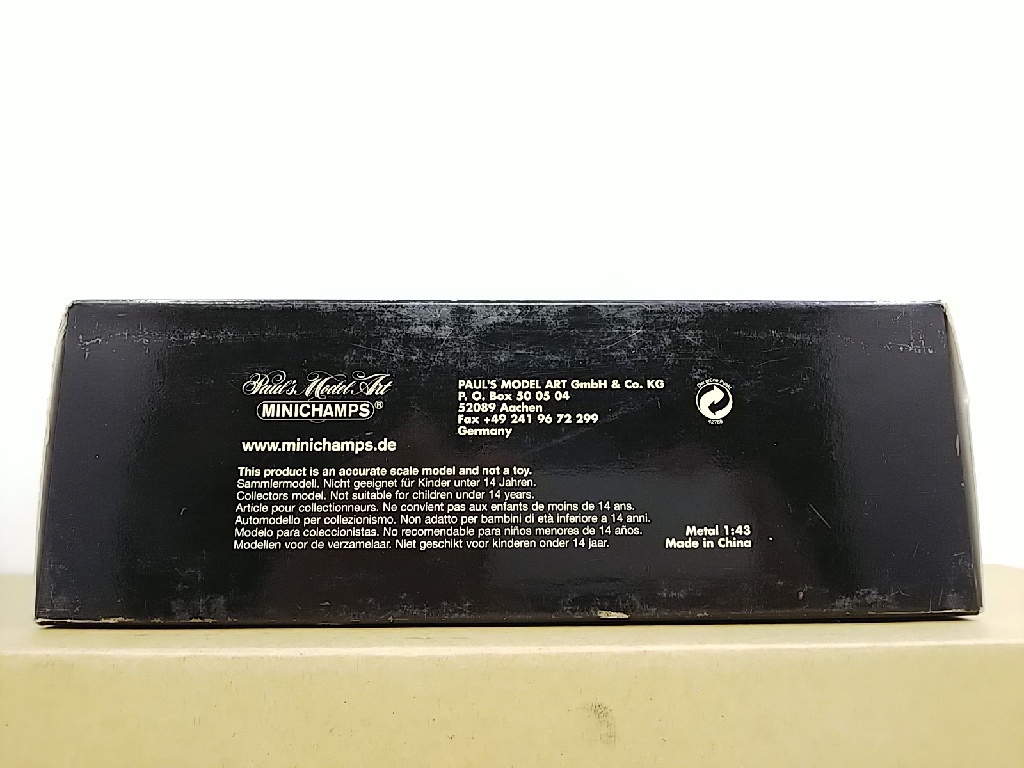 Paul's Model Art
MINICHAMPS®
www.minichamps.de
PAUL'S MODEL ART GmbH & Co. KG
P. O. Box 50 05 04
52089 Aachen
Fax +49 241 96 72 299
Germany
This product is an accurate scale model and not a toy.
Sammlermodell. Nicht geeignet für Kinder unter 14 Jahren.
Collectors model. Not suitable for children under 14 years.
Article pour collectionneurs. Ne convient pas aux enfants de moins de 14 ans.
Automodello per collezionismo. Non adatto per bambini di età inferiore a 14 anni.
Modelo para coleccionistas. No recomendable para niños menores de 14 años.
Modellen voor de verzamelaar. Niet geschikt voor kinderen onder 14 jaar.
Metal 1:43
Made in China